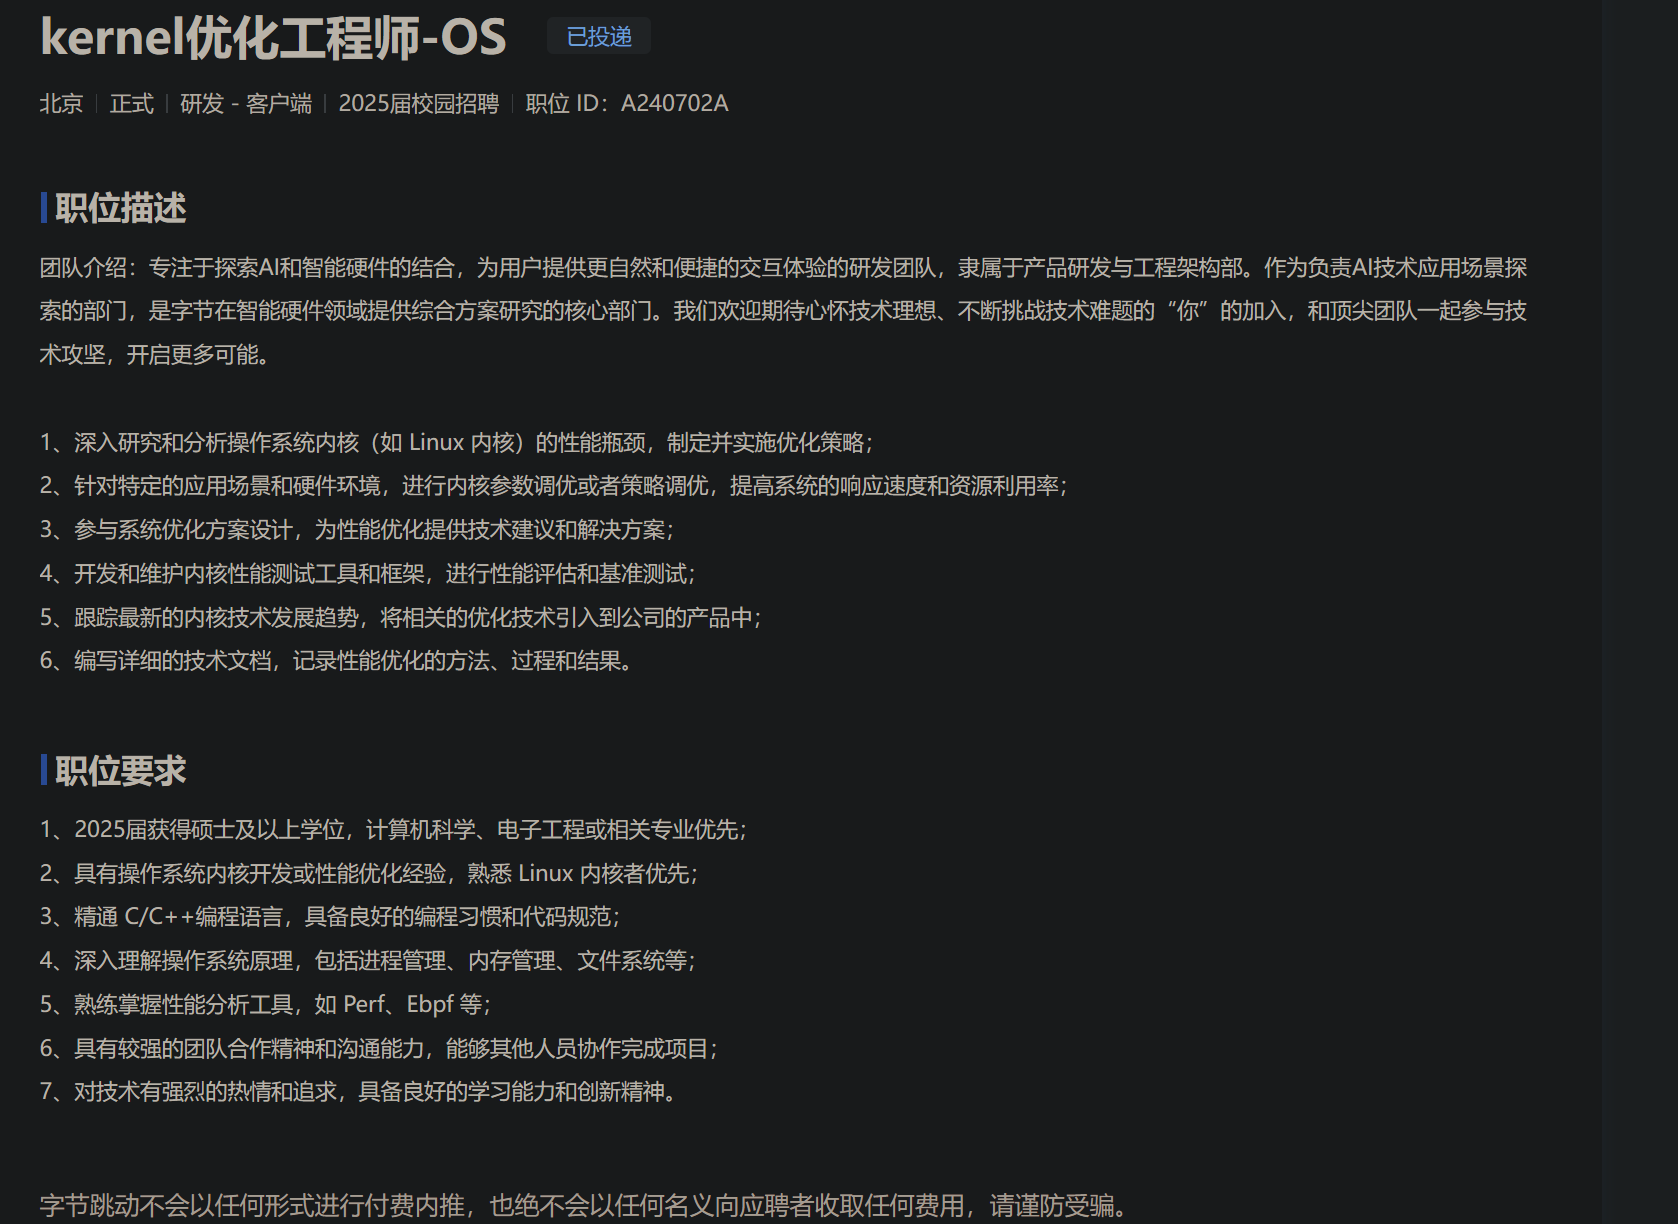 kernel优化工程师-OS 已投递
北京 | 正式 | 研发 - 客户端 | 2025届校园招聘 | 职位 ID：A240702A
职位描述
团队介绍：专注于探索AI和智能硬件的结合，为用户提供更自然和便捷的交互体验的研发团队，隶属于产品研发与工程架构部。作为负责AI技术应用场景探
索的部门，是字节在智能硬件领域提供综合方案研究的核心部门。我们欢迎期待心怀技术理想、不断挑战技术难题的“你”的加入，和顶尖团队一起参与技
术攻坚，开启更多可能。
1、深入研究和分析操作系统内核（如 Linux 内核）的性能瓶颈，制定并实施优化策略；
2、针对特定的应用场景和硬件环境，进行内核参数调优或者策略调优，提高系统的响应速度和资源利用率；
3、参与系统优化方案设计，为性能优化提供技术建议和解决方案；
4、开发和维护内核性能测试工具和框架，进行性能评估和基准测试；
5、跟踪最新的内核技术发展趋势，将相关的优化技术引入到公司的产品中；
6、编写详细的技术文档，记录性能优化的方法、过程和结果。
职位要求
1、2025届获得硕士及以上学位，计算机科学、电子工程或相关专业优先；
2、具有操作系统内核开发或性能优化经验，熟悉 Linux 内核者优先；
3、精通 C/C++编程语言，具备良好的编程习惯和代码规范；
4、深入理解操作系统原理，包括进程管理、内存管理、文件系统等；
5、熟练掌握性能分析工具，如 Perf、Ebpf 等；
6、具有较强的团队合作精神和沟通能力，能够其他人员协作完成项目；
7、对技术有强烈的热情和追求，具备良好的学习能力和创新精神。
字节跳动不会以任何形式进行付费内推，也绝不会以任何名义向应聘者收取任何费用，请谨防受骗。